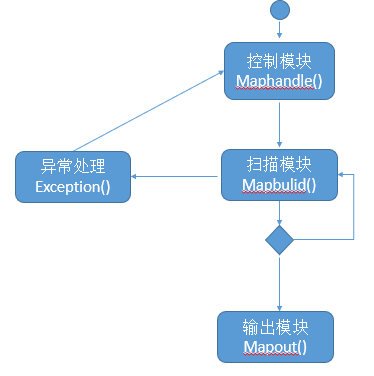 控制模块
Maphandle()
异常处理
Exception()
扫描模块
Mapbulid()
输出模块
Mapout()